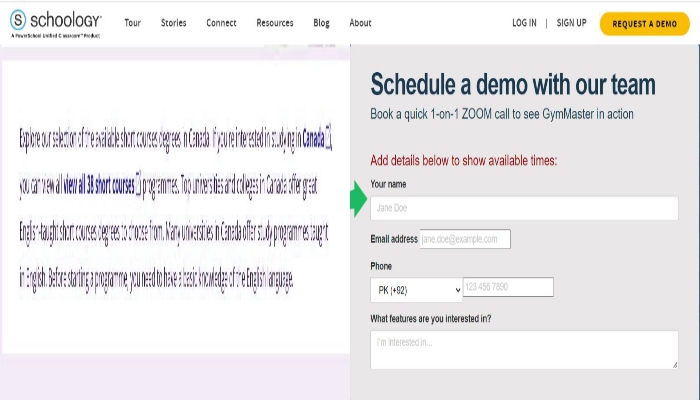 schoology®
A PowerSchool Unified Classroom™ Product
Tour Stories Connect Resources Blog About
LOG IN | SIGN UP REQUEST A DEMO
Explore our selection of the available short courses degrees in Canada. If you're interested in studying in Canada,
you can view all 38 short courses programmes. Top universities and colleges in Canada offer great
English-taught short courses degrees to choose from. Many universities in Canada offer study programmes taught
in English. Before starting a programme, you need to have a basic knowledge of the English language.
Schedule a demo with our team
Book a quick 1-on-1 ZOOM call to see GymMaster in action
Add details below to show available times:
Your name
Jane Doe
Email address jane.doe@example.com
Phone
PK (+92) 123 456 7890
What features are you interested in?
I'm interested in...